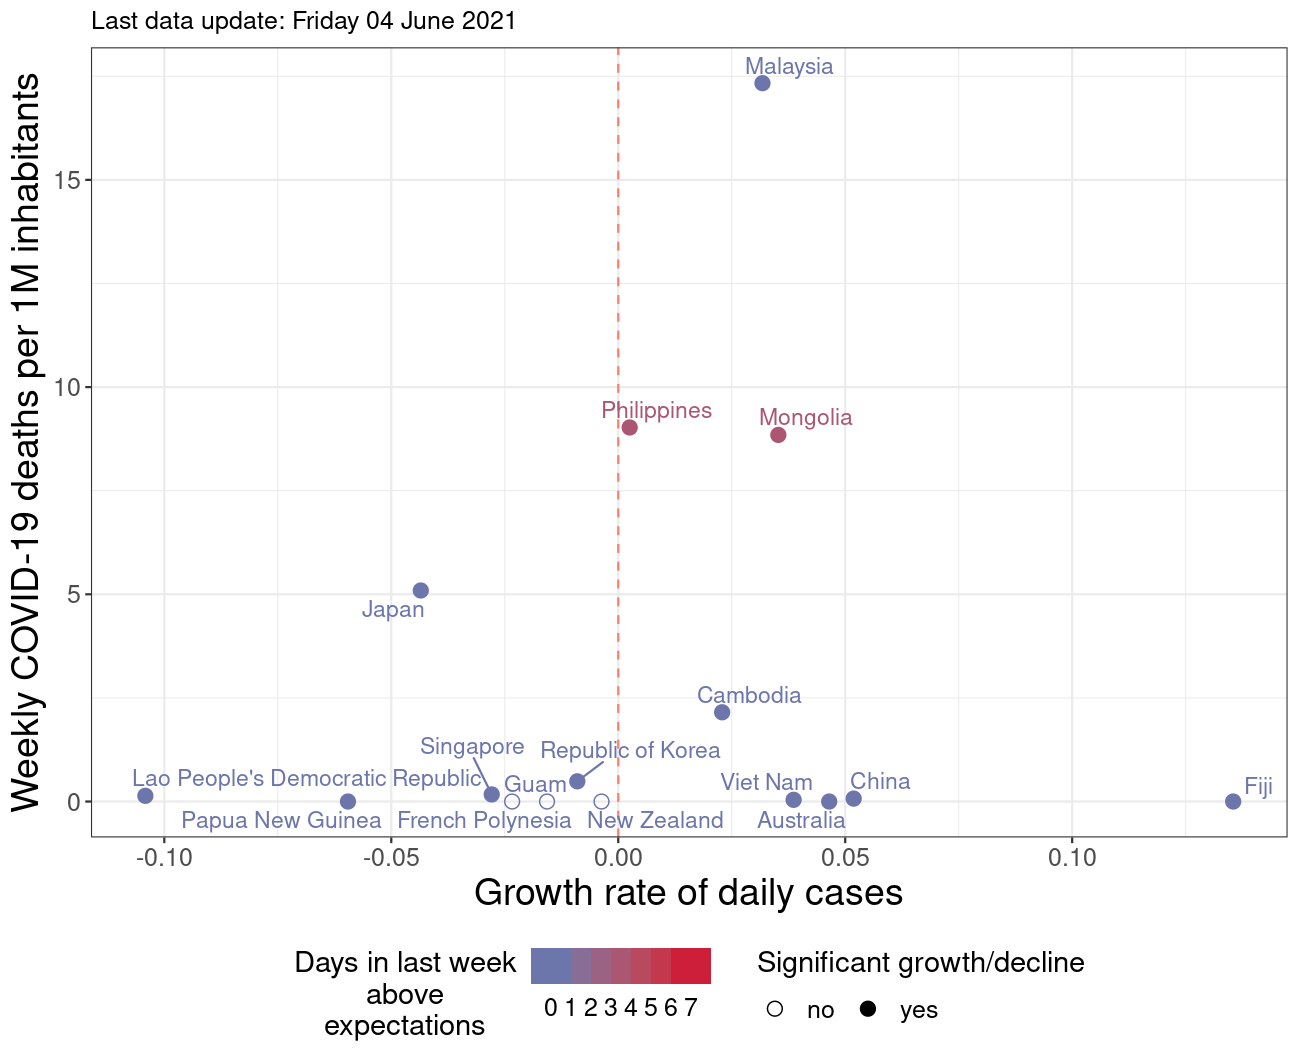 Last data update: Friday 04 June 2021
Weekly COVID-19 deaths per 1M inhabitants
15
10
5
0
Malaysia
Philippines
Mongolia
Japan
Cambodia
Singapore
Republic of Korea
Lao People's Democratic Republic
Guam
Viet Nam
China
Fiji
Papua New Guinea
French Polynesia
New Zealand
Australia
-0.10
-0.05
0.00
0.05
0.10
Growth rate of daily cases
Days in last week
above
expectations
0 1 2 3 4 5 6 7
Significant growth/decline
no
yes